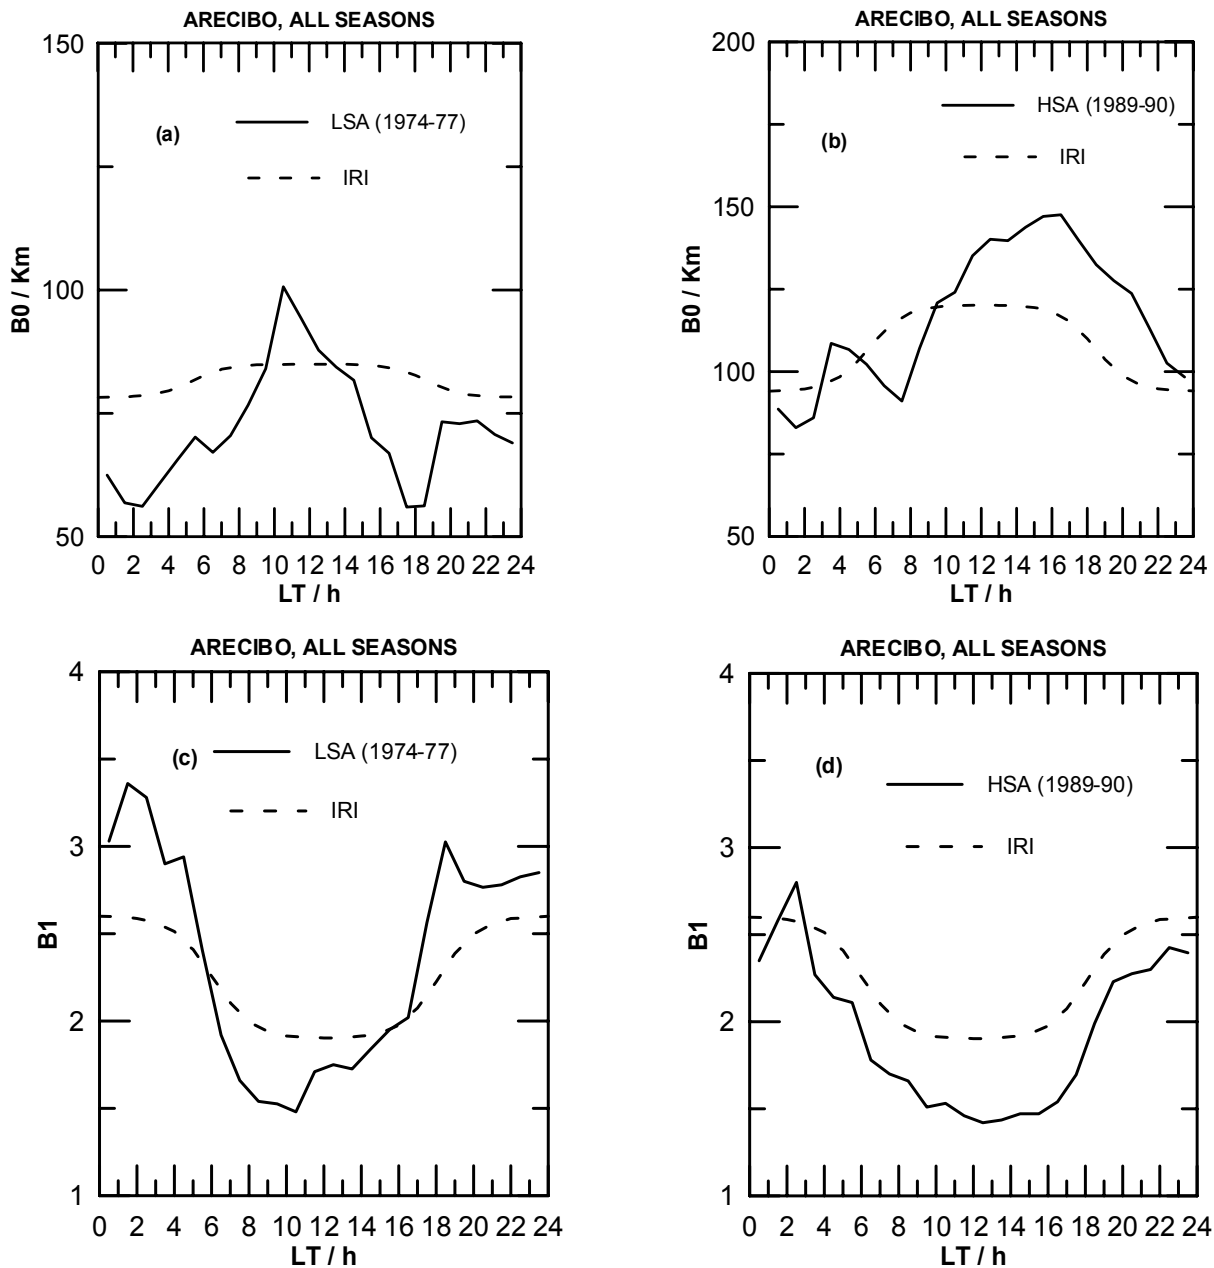 ARECIBO, ALL SEASONS
150
100
50
B0 / Km
(a)
LSA (1974-77)
IRI
0 2 4 6 8 10 12 14 16 18 20 22 24
LT / h
ARECIBO, ALL SEASONS
200
150
100
50
B0 / Km
(b)
HSA (1989-90)
IRI
0 2 4 6 8 10 12 14 16 18 20 22 24
LT / h
ARECIBO, ALL SEASONS
4
3
2
1
B1
(c)
LSA (1974-77)
IRI
0 2 4 6 8 10 12 14 16 18 20 22 24
LT / h
ARECIBO, ALL SEASONS
4
3
2
1
B1
(d)
HSA (1989-90)
IRI
0 2 4 6 8 10 12 14 16 18 20 22 24
LT / h